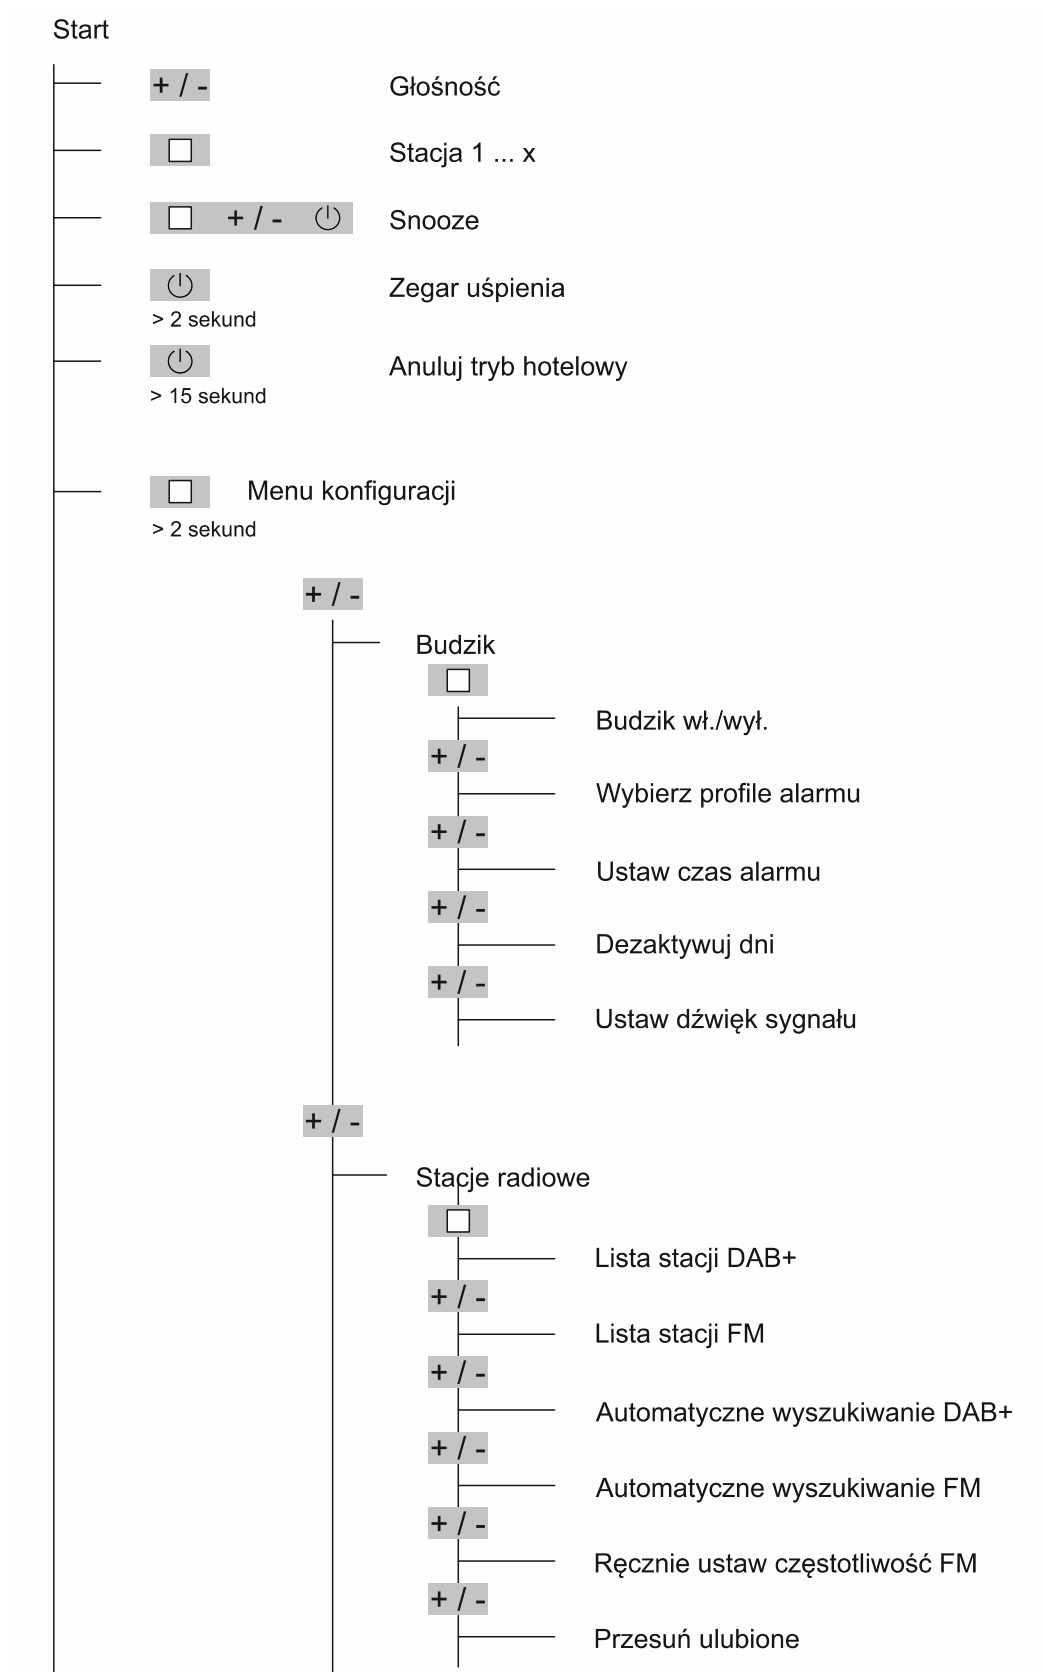 Start
+ / - Głośność
Stacja 1 ... x
+ / - Snooze
Zegar uśpienia
> 2 sekund
Anuluj tryb hotelowy
> 15 sekund
Menu konfiguracji
> 2 sekund
+ / -
Budzik
Budzik wł./wył.
+ / -
Wybierz profile alarmu
+ / -
Ustaw czas alarmu
+ / -
Dezaktywuj dni
+ / -
Ustaw dźwięk sygnału
+ / -
Stacje radiowe
Lista stacji DAB+
+ / -
Lista stacji FM
+ / -
Automatyczne wyszukiwanie DAB+
+ / -
Automatyczne wyszukiwanie FM
+ / -
Ręcznie ustaw częstotliwość FM
+ / -
Przesuń ulubione